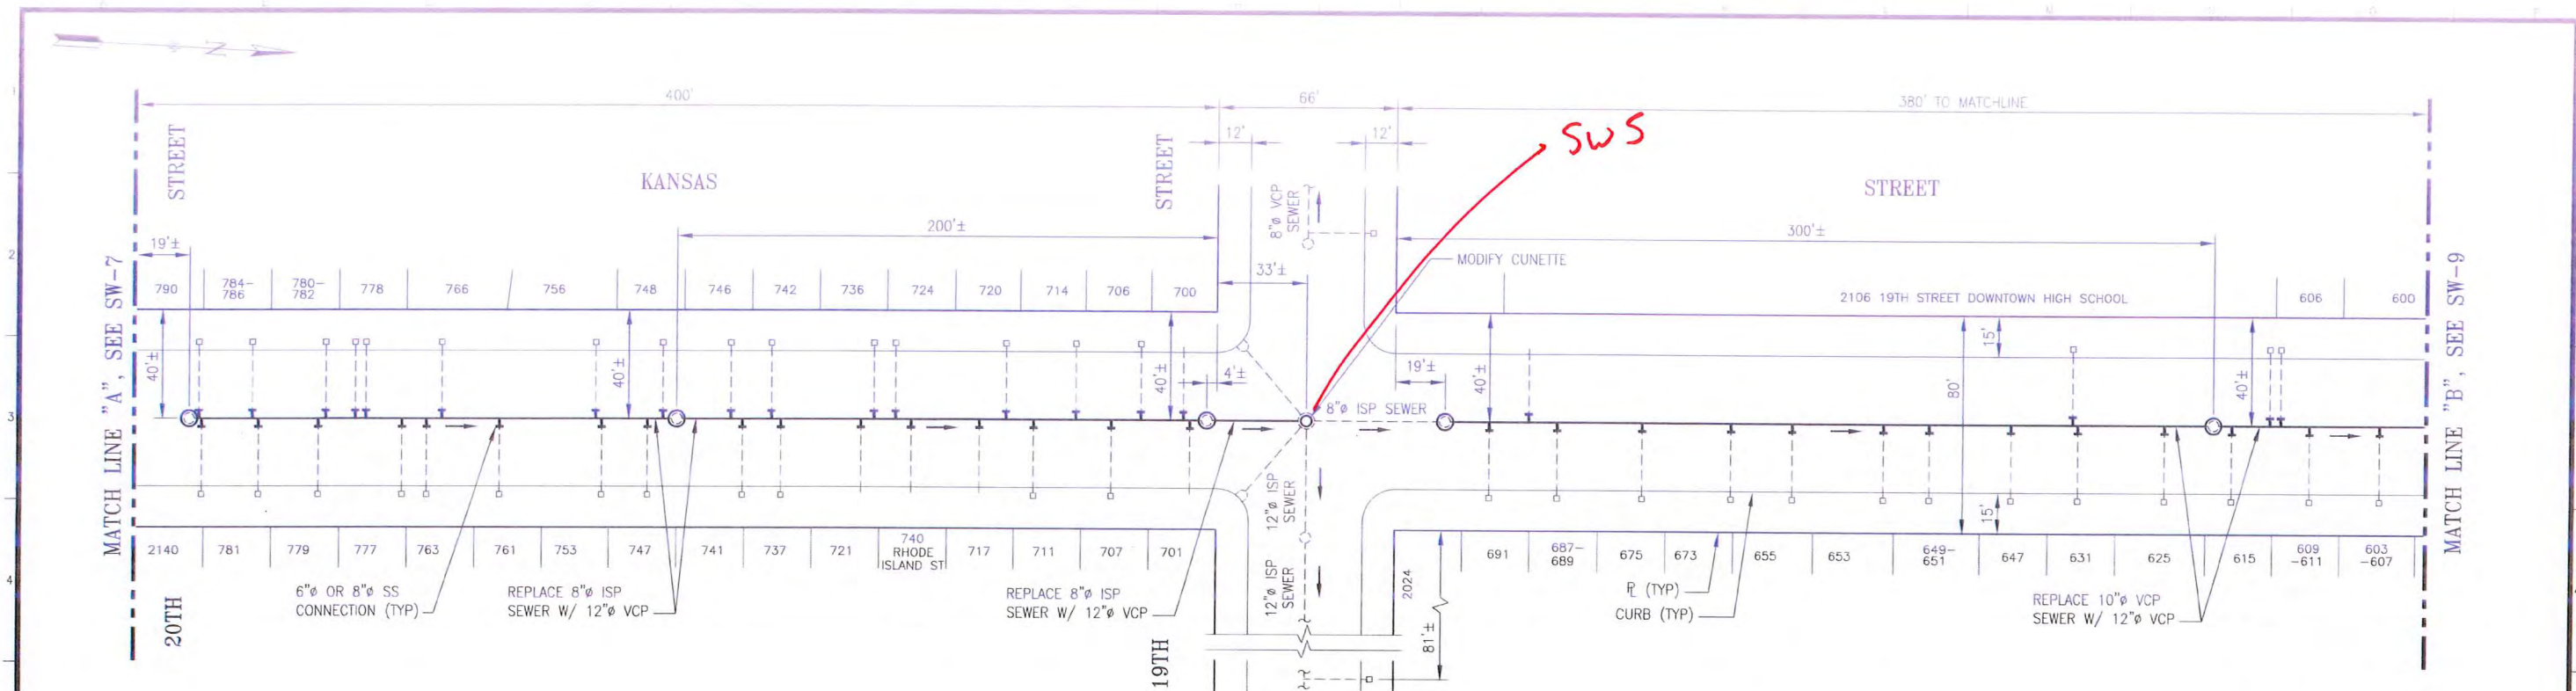 N
400'
66'
380' TO MATCHLINE
SWS
12'
12'
STREET
KANSAS
STREET
STREET
8"ø VCP
SEWER
200'±
300'±
19'±
33'±
MODIFY CUNETTE
MATCH LINE "A", SEE SW-7
790
784-
786
780-
782
778
766
756
748
746
742
736
724
720
714
706
700
2106 19TH STREET DOWNTOWN HIGH SCHOOL
606
600
MATCH LINE "B", SEE SW-9
40'±
40'±
40'±
4'±
19'±
40'±
15'
80'
40'±
8"ø ISP SEWER
12"ø ISP
SEWER
15'
2140
781
779
777
763
761
753
747
741
737
721
740
RHODE
ISLAND ST
717
711
707
701
691
687-
689
675
673
655
653
649-
651
647
631
625
615
609
-611
603
-607
20TH
6"ø OR 8"ø SS
CONNECTION (TYP)
REPLACE 8"ø ISP
SEWER W/ 12"ø VCP
REPLACE 8"ø ISP
SEWER W/ 12"ø VCP
19TH
12"ø ISP
SEWER
2024
81'±
PL (TYP)
CURB (TYP)
REPLACE 10"ø VCP
SEWER W/ 12"ø VCP
1
2
3
4